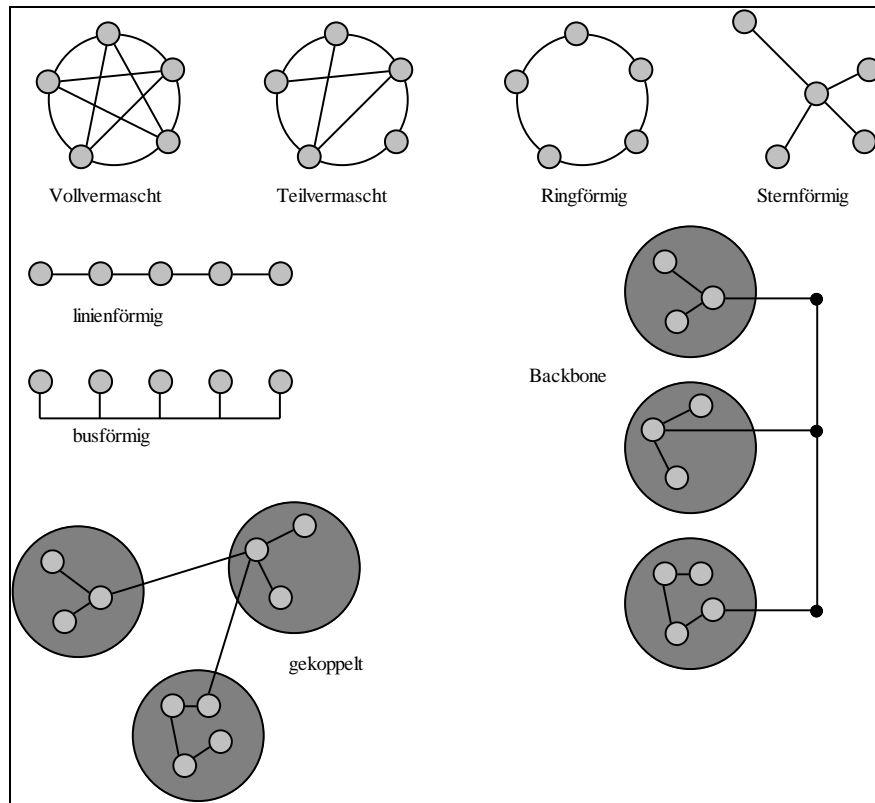 Vollvermascht
Teilvermascht
Ringförmig
Sternförmig
linienförmig
Backbone
busförmig
gekoppelt